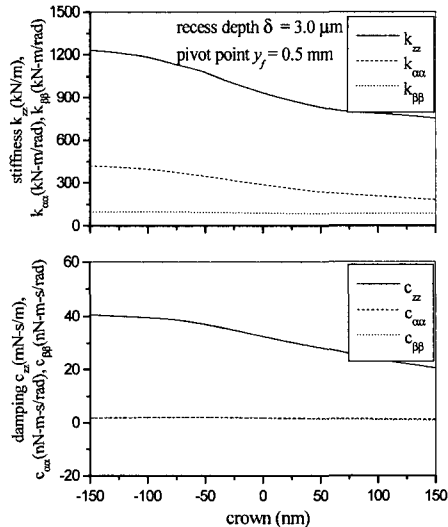 recess depth δ = 3.0 μm
pivot point y_f = 0.5 mm
k_zz
k_αα
k_ββ
stiffness k_zz(kN/m),
k_αα(kN-m/rad), k_ββ(kN-m/rad)
1500
1200
900
600
300
0
c_zz
c_αα
c_ββ
damping c_zz(mN-s/m),
c_αα(nN-m-s/rad), c_ββ(nN-m-s/rad)
60
40
20
0
-20
-150 -100 -50 0 50 100 150
crown (nm)